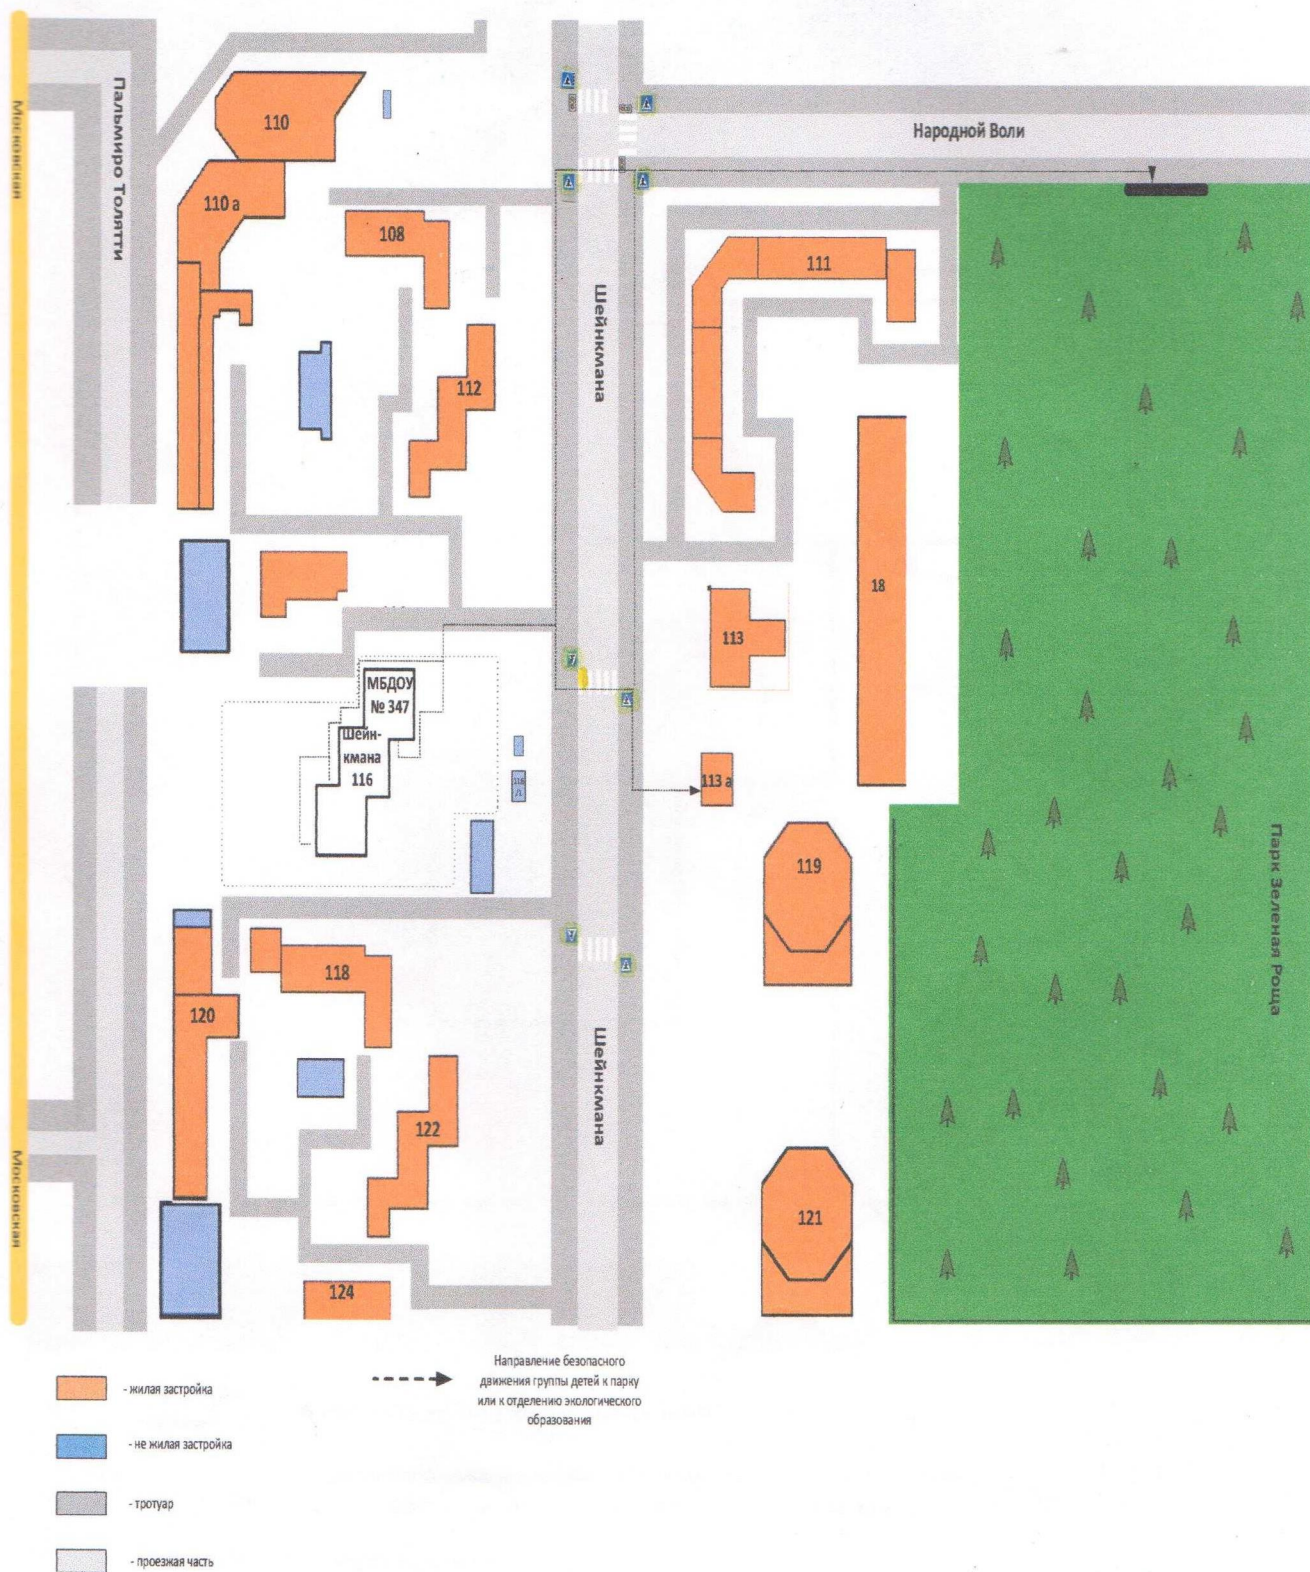 Московская
Пальмиро Толятти
110
Народной Воли
110 а
108
111
Шейнкмана
112
18
113
МБДОУ
№ 347
Шейн-
кмана
116
113 а
119
Парк Зеленая Роща
118
120
Шейнкмана
122
Московская
121
124
Направление безопасного
движения группы детей к парку
или к отделению экологического
образования
- жилая застройка
- не жилая застройка
- тротуар
- проезжая часть